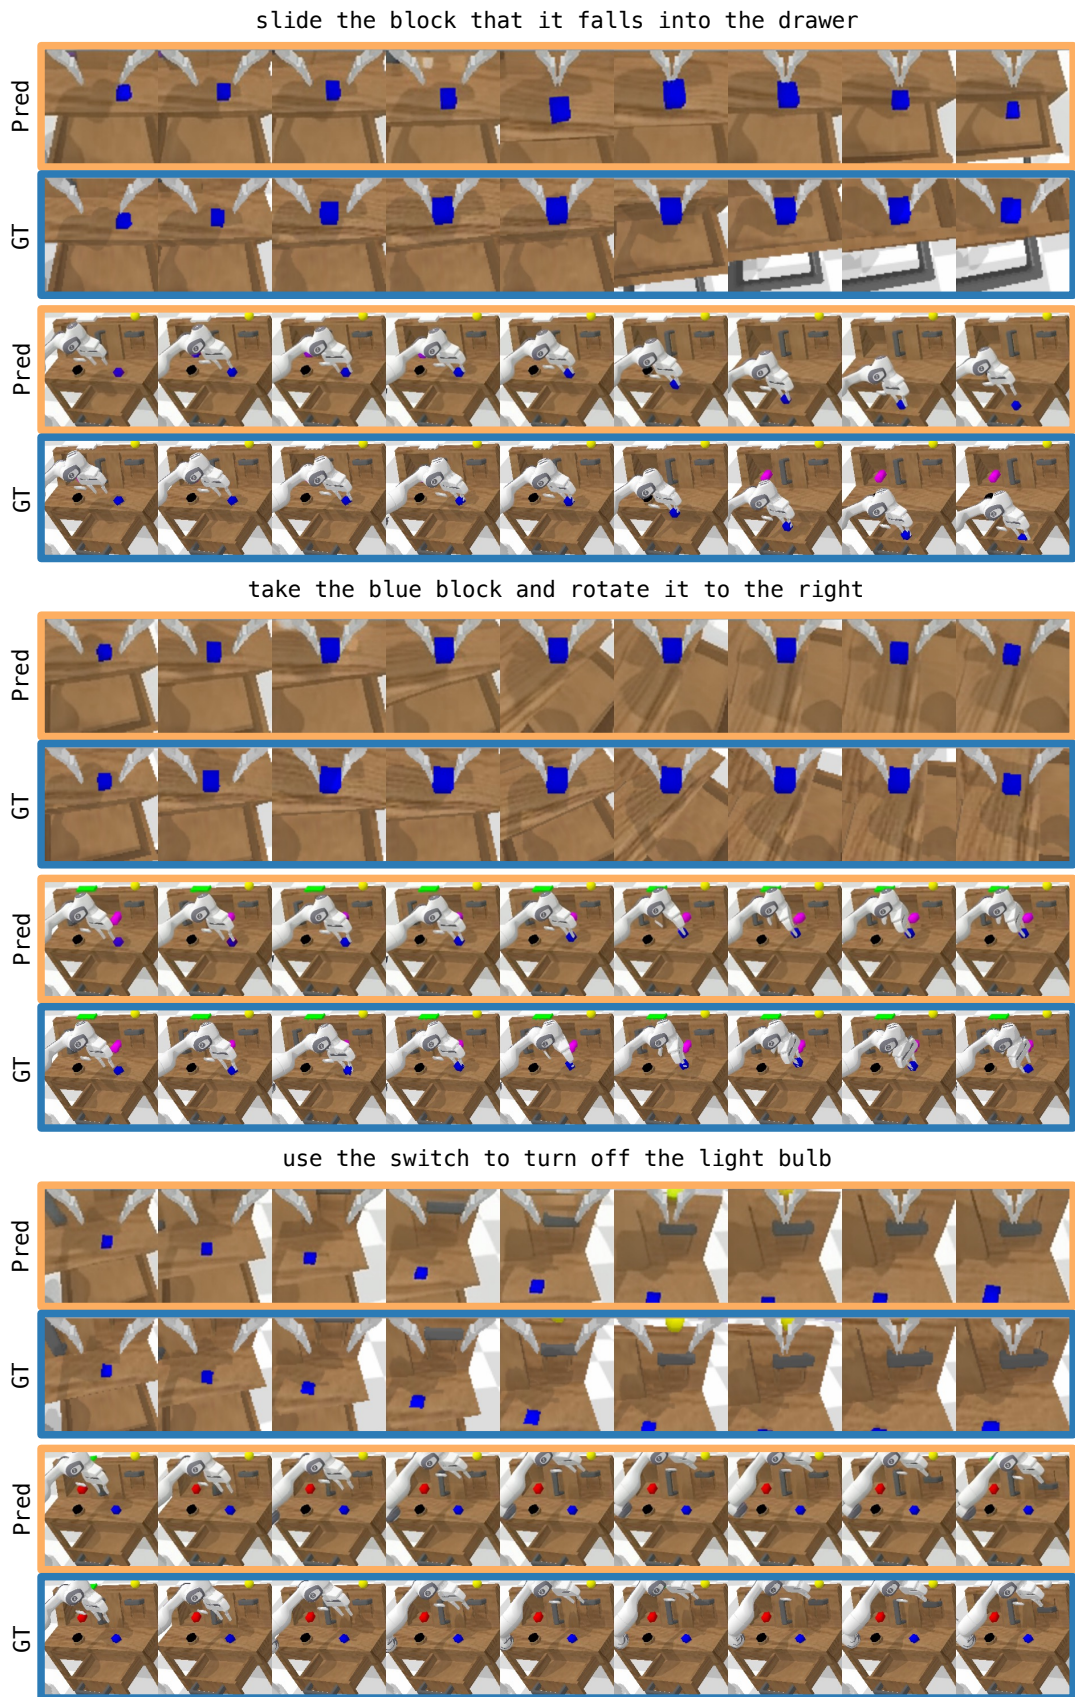 slide the block that it falls into the drawer
Pred
GT
Pred
GT
take the blue block and rotate it to the right
Pred
GT
Pred
GT
use the switch to turn off the light bulb
Pred
GT
Pred
GT